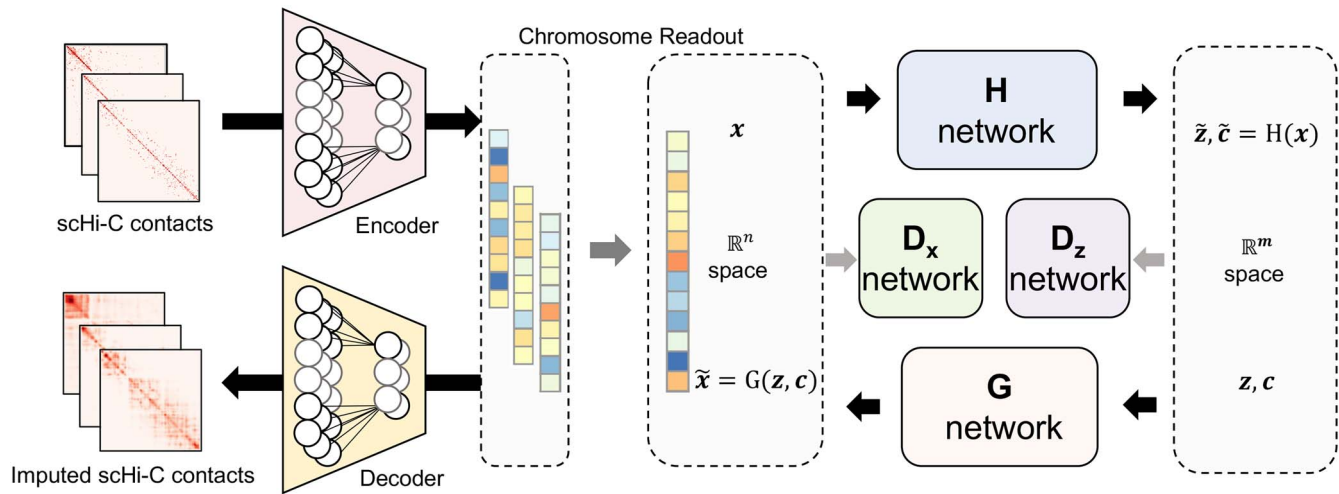 Chromosome Readout
scHi-C contacts
Encoder
Imputed scHi-C contacts
Decoder
x
ℝⁿ
space
x̃ = G(z, c)
H
network
Dₓ
network
D_z
network
G
network
z̃, c̃ = H(x)
ℝᵐ
space
z, c